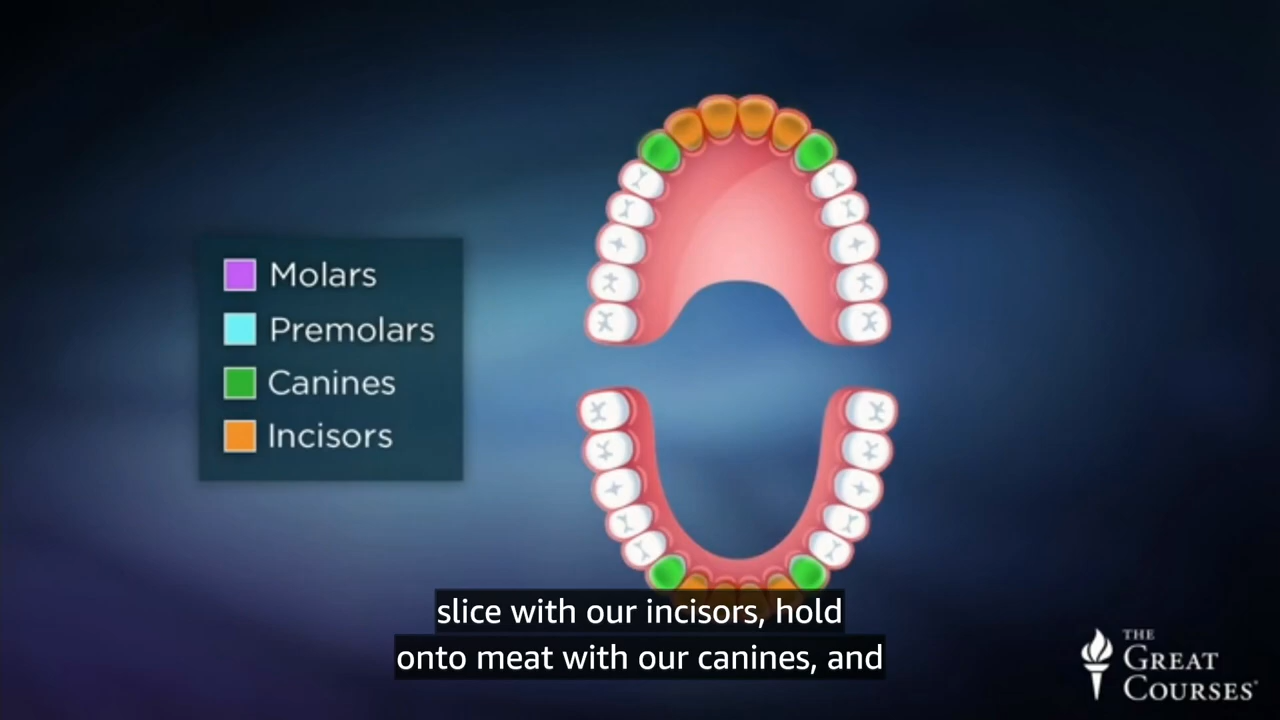 Molars
Premolars
Canines
Incisors
slice with our incisors, hold
onto meat with our canines, and
THE
GREAT
COURSES